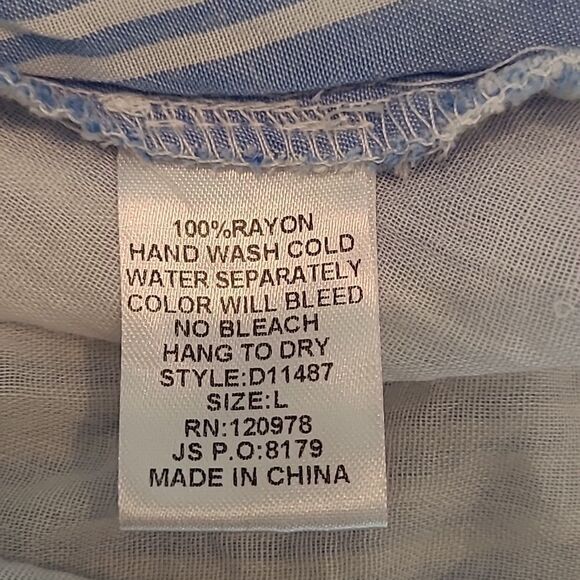 100%RAYON
HAND WASH COLD
WATER SEPARATELY
COLOR WILL BLEED
NO BLEACH
HANG TO DRY
STYLE:D11487
SIZE:L
RN:120978
JS P.O:8179
MADE IN CHINA